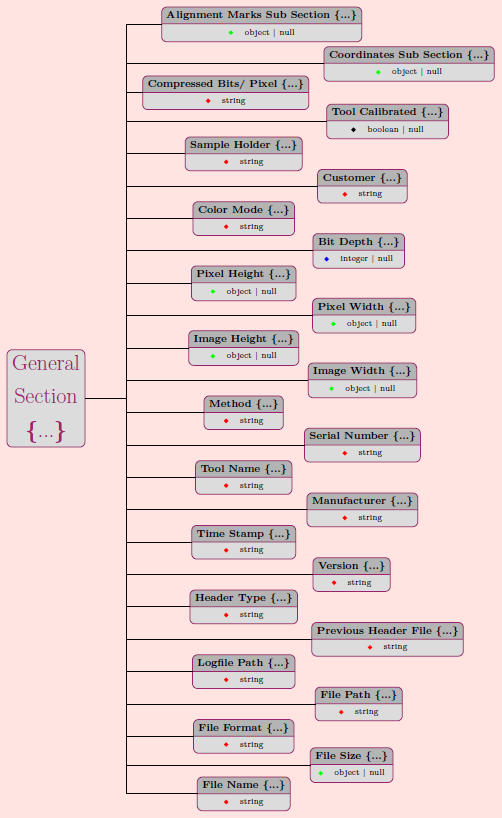 Alignment Marks Sub Section {...}
object | null
Coordinates Sub Section {...}
object | null
Compressed Bits/ Pixel {...}
string
Tool Calibrated {...}
boolean | null
Sample Holder {...}
string
Customer {...}
string
Color Mode {...}
string
Bit Depth {...}
integer | null
Pixel Height {...}
object | null
Pixel Width {...}
object | null
Image Height {...}
object | null
Image Width {...}
object | null
General
Section
{...}
Method {...}
string
Serial Number {...}
string
Tool Name {...}
string
Manufacturer {...}
string
Time Stamp {...}
string
Version {...}
string
Header Type {...}
string
Previous Header File {...}
string
Logfile Path {...}
string
File Path {...}
string
File Format {...}
string
File Size {...}
object | null
File Name {...}
string